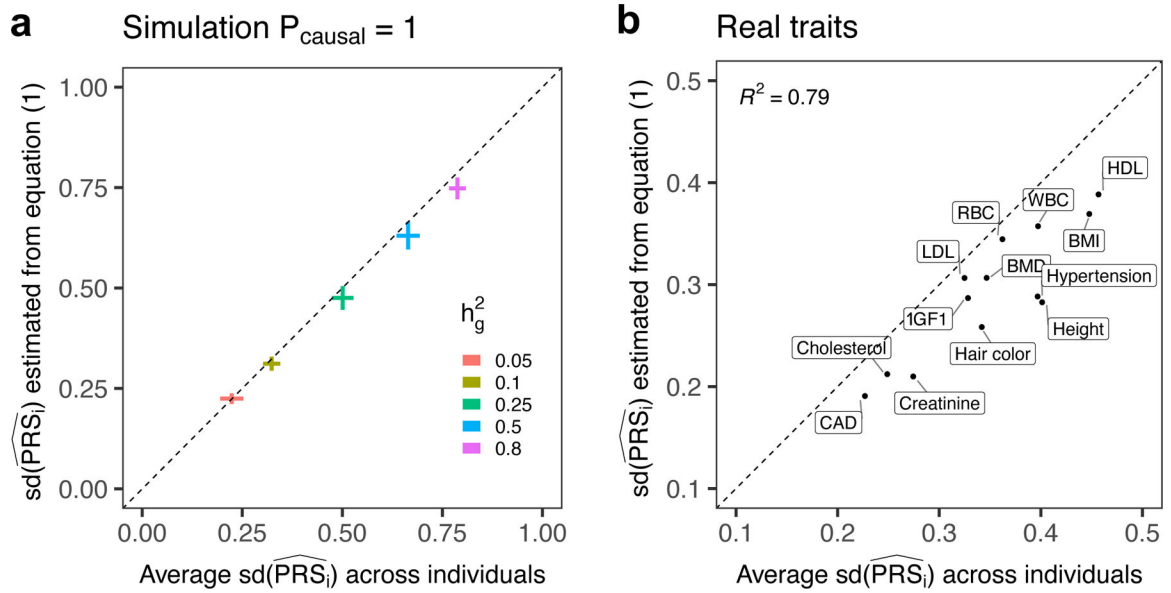 a
Simulation P_causal = 1
sd(PRS_i) estimated from equation (1)
1.00
0.75
0.50
0.25
0.00
h_g^2
0.05
0.1
0.25
0.5
0.8
0.00 0.25 0.50 0.75 1.00
Average sd(PRS_i) across individuals
b
Real traits
sd(PRS_i) estimated from equation (1)
0.5
0.4
0.3
0.2
0.1
R^2 = 0.79
HDL
WBC
RBC
BMI
LDL
BMD
Hypertension
IGF1
Height
Cholesterol
Hair color
Creatinine
CAD
0.1 0.2 0.3 0.4 0.5
Average sd(PRS_i) across individuals